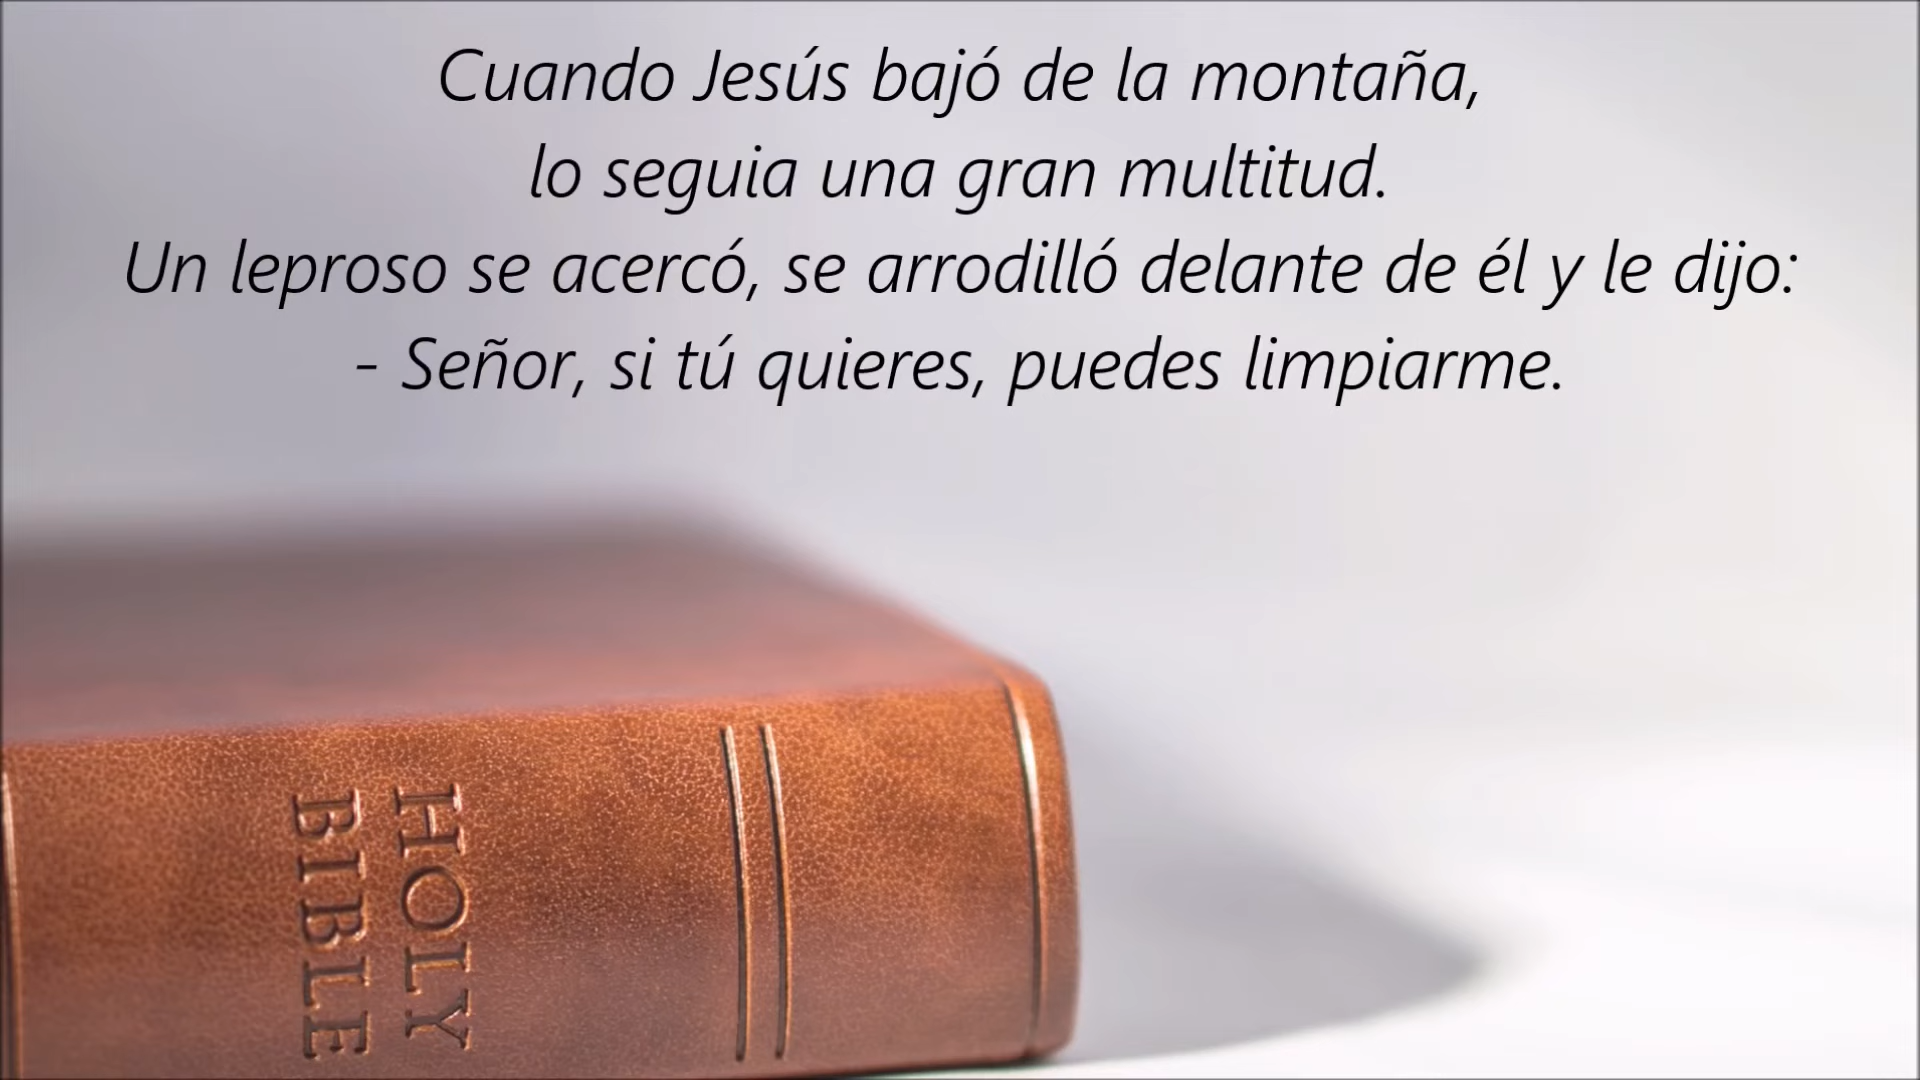 Cuando Jesús bajó de la montaña,
lo seguia una gran multitud.
Un leproso se acercó, se arrodilló delante de él y le dijo:
- Señor, si tú quieres, puedes limpiarme.
HOLY
BIBLE